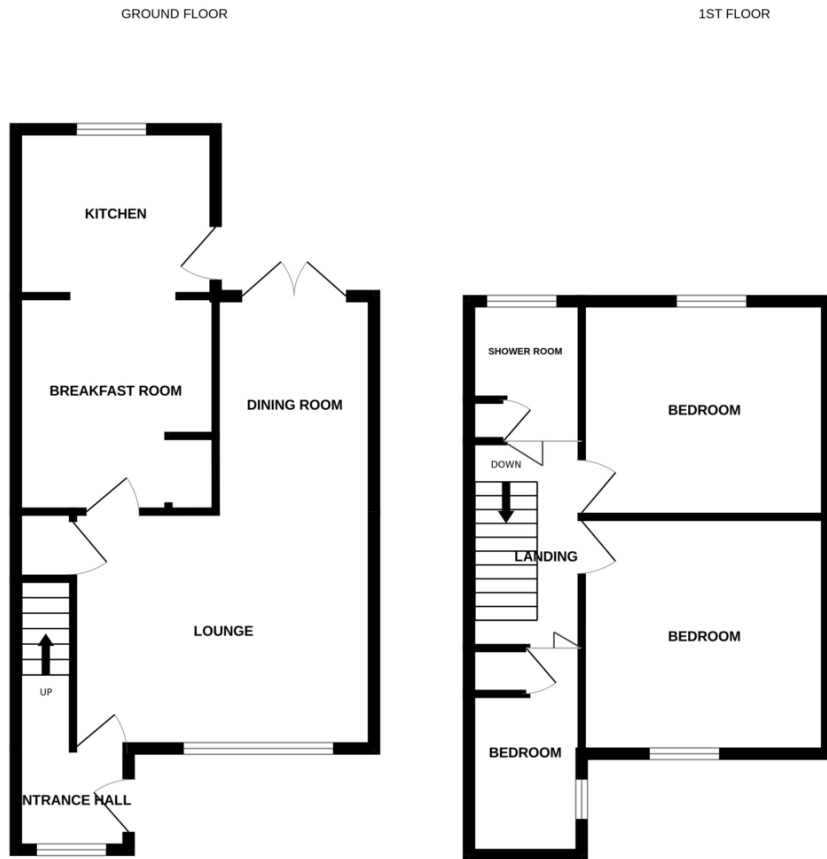 GROUND FLOOR
1ST FLOOR
KITCHEN
BREAKFAST ROOM
DINING ROOM
LOUNGE
UP
NTRANCE HALL
SHOWER ROOM
BEDROOM
DOWN
LANDING
BEDROOM
BEDROOM